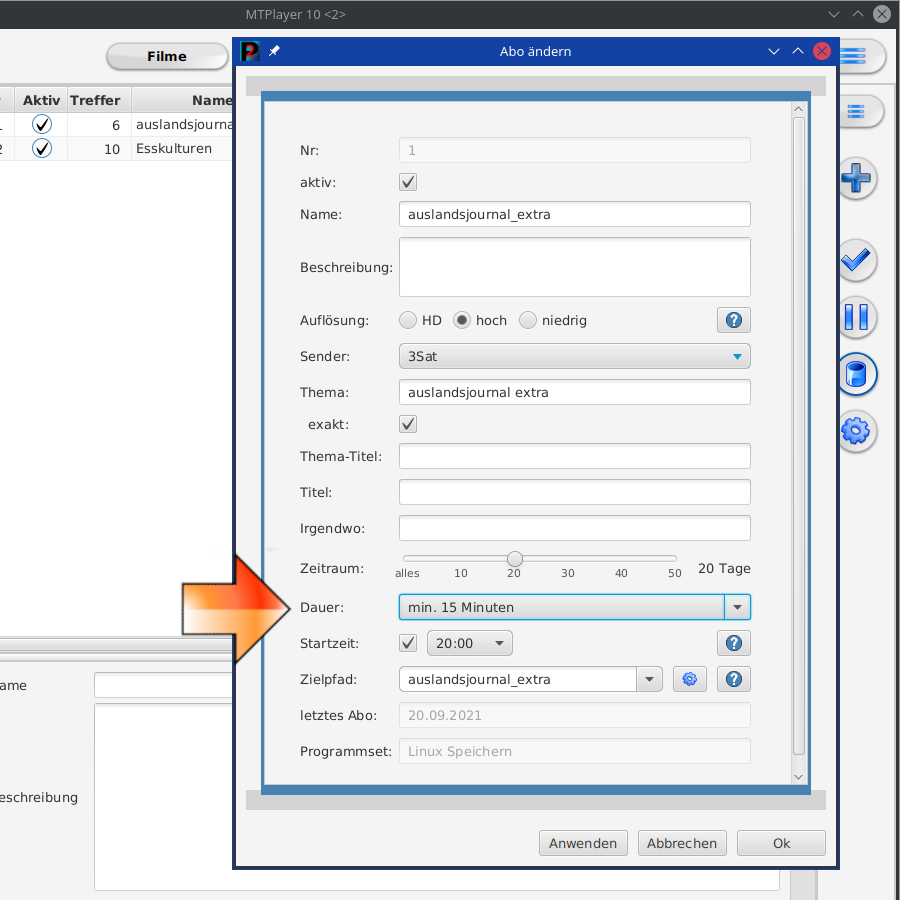 MTPlayer 10 <2>
Filme
Abo ändern
Aktiv Treffer Name
6 auslandsjourna
2 10 Esskulturen
Nr: 1
aktiv:
Name: auslandsjournal_extra
Beschreibung:
Auflösung: HD hoch niedrig
Sender: 3Sat
Thema: auslandsjournal extra
exakt:
Thema-Titel:
Titel:
Irgendwo:
Zeitraum: 20 Tage
alles 10 20 30 40 50
Dauer: min. 15 Minuten
Startzeit: 20:00
Zielpfad: auslandsjournal_extra
letztes Abo: 20.09.2021
Programmset: Linux Speichern
ame
eschreibung
Anwenden Abbrechen Ok